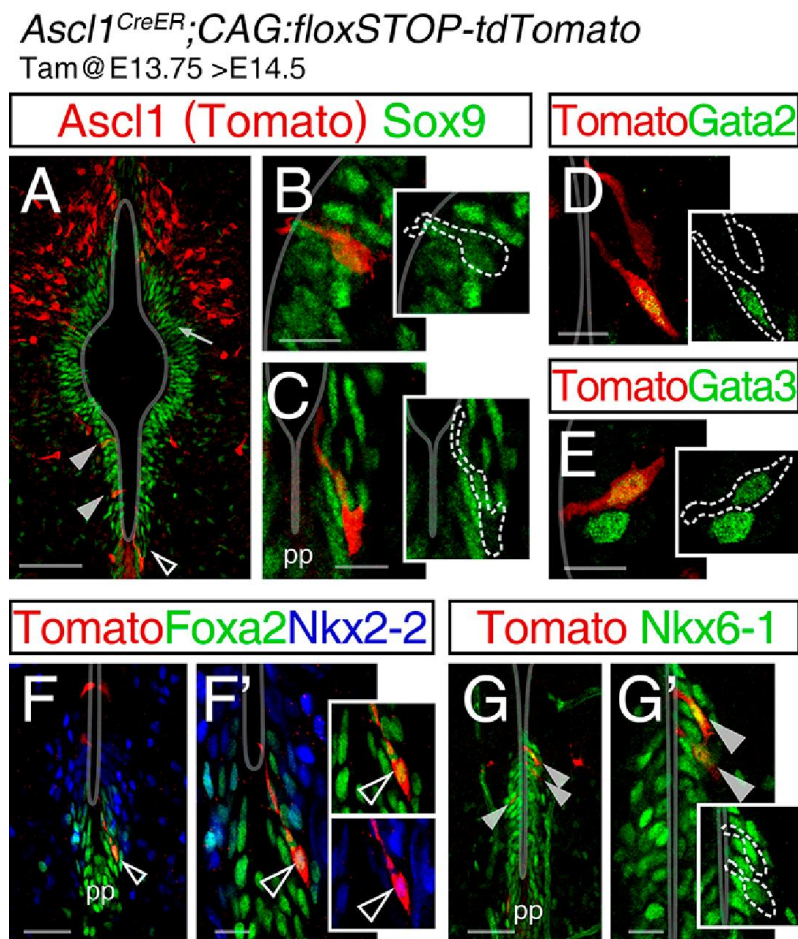 Ascl1CreER;CAG:floxSTOP-tdTomato
Tam@E13.75 >E14.5
Ascl1 (Tomato) Sox9
TomatoGata2
A
B
D
C
pp
TomatoGata3
E
TomatoFoxa2Nkx2-2
Tomato Nkx6-1
F
pp
F'
G
pp
G'